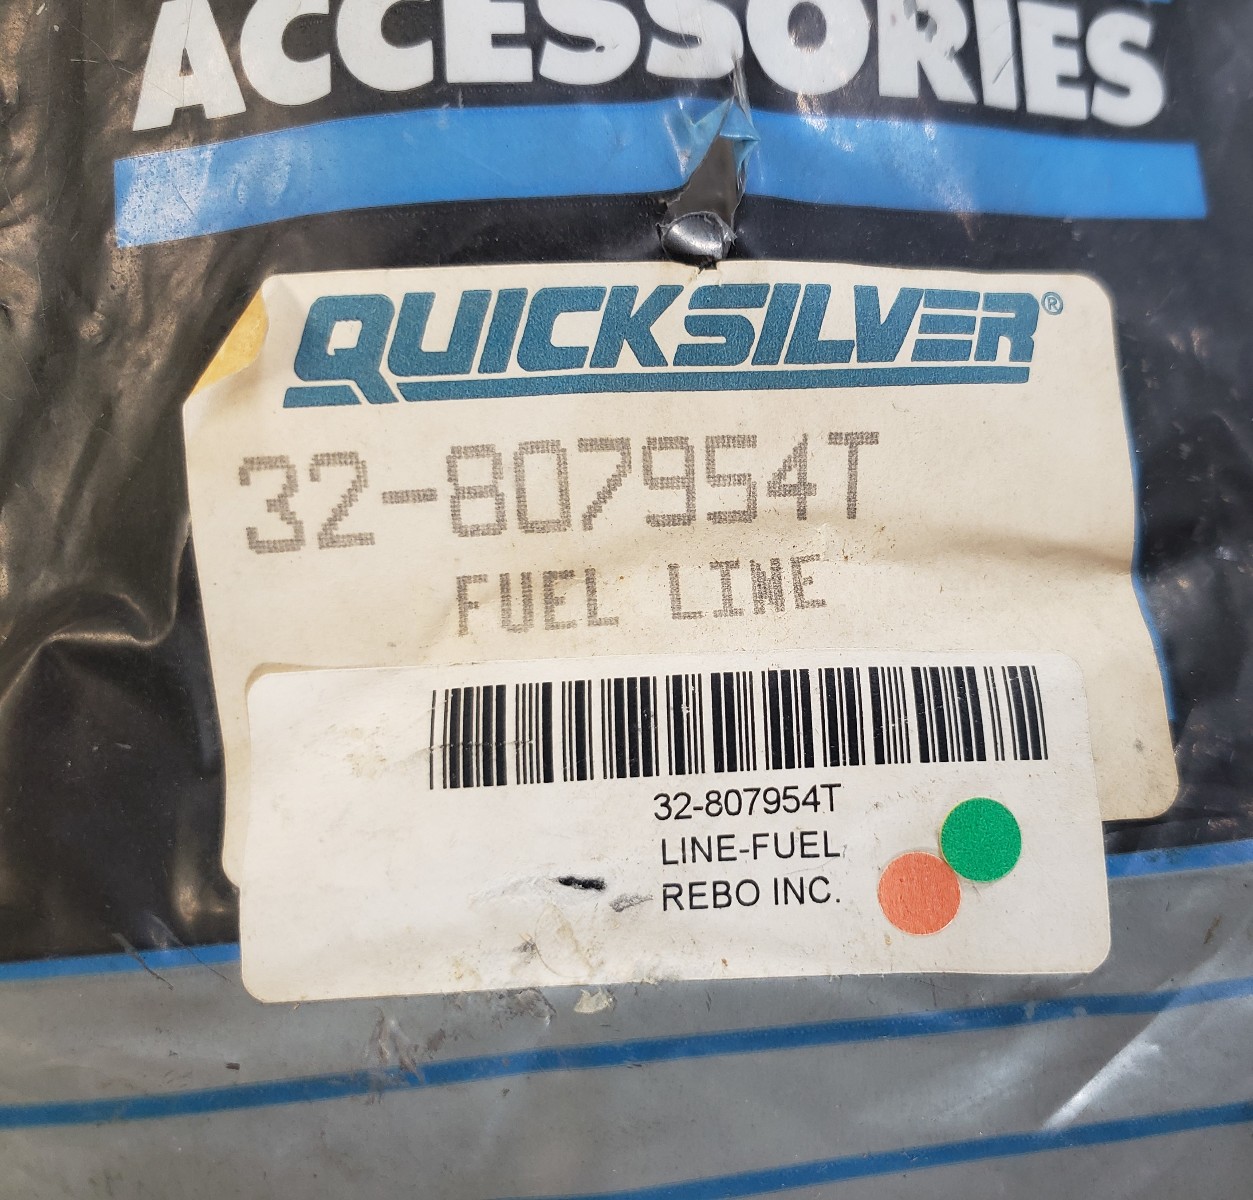 ACCESSORIES
QUICKSILVER®
32-807954T
FUEL LINE
32-807954T
LINE-FUEL
REBO INC.